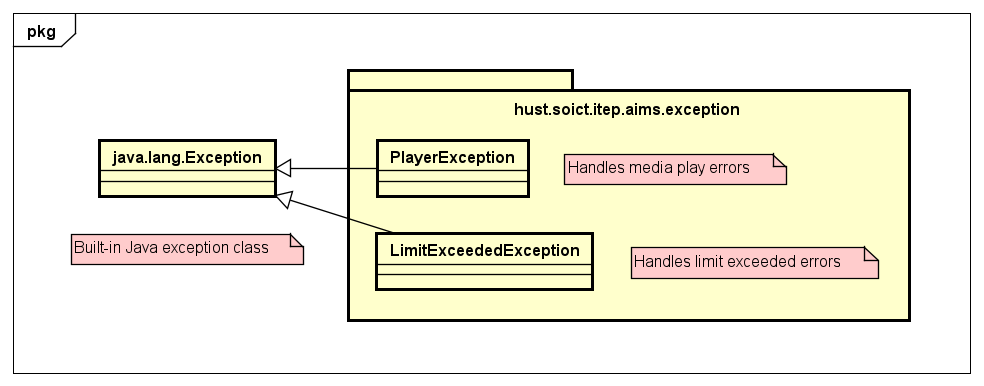 pkg
hust.soict.itep.aims.exception
java.lang.Exception
PlayerException
Handles media play errors
Built-in Java exception class
LimitExceededException
Handles limit exceeded errors